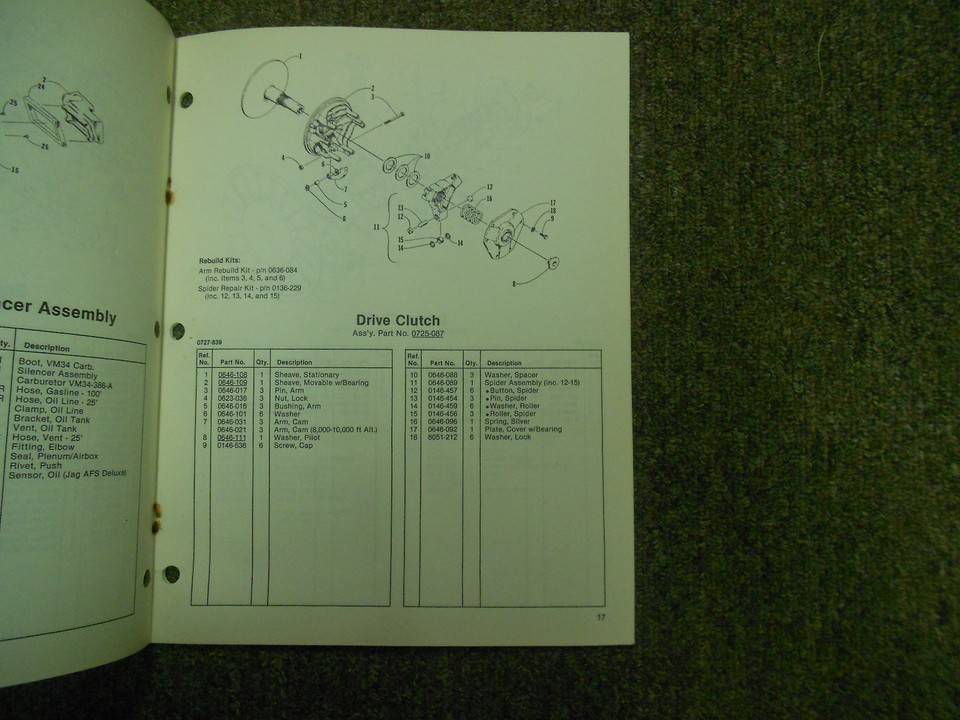 25
2
24
25
15
ncer Assembly
ty. Description
Boot, VM34 Carb.
Silencer Assembly
Carburetor VM34-386-A
R Hose, Gasline - 100'
R Hose, Oil Line - 25'
Clamp, Oil Line
Bracket, Oil Tank
Vent, Oil Tank
Hose, Vent - 25'
Fitting, Elbow
Seal, Plenum/Airbox
Rivet, Push
Sensor, Oil (Jag AFS Deluxe)
1
2
3
4
6
7
5
6
10
12
16
11
13
12
15
14
14
17
18
9
8
Rebuild Kits:
Arm Rebuild Kit - p/n 0636-084
(inc. Items 3, 4, 5, and 6)
Spider Repair Kit - p/n 0136-229
(inc. 12, 13, 14, and 15)
Drive Clutch
Ass'y. Part No. 0725-087
0727-839
Ref. No. Part No. Qty. Description
1 0646-108 1 Sheave, Stationary
2 0646-109 1 Sheave, Movable w/Bearing
3 0646-017 3 Pin, Arm
4 0623-036 3 Nut, Lock
5 0646-016 3 Bushing, Arm
6 0646-101 6 Washer
7 0646-031 3 Arm, Cam
0646-021 3 Arm, Cam (8,000-10,000 ft Alt.)
8 0646-111 1 Washer, Pilot
9 0146-536 6 Screw, Cap
Ref. No. Part No. Qty. Description
10 0646-088 3 Washer, Spacer
11 0646-089 1 Spider Assembly (inc. 12-15)
12 0146-457 6 •Button, Spider
13 0146-454 3 •Pin, Spider
14 0146-459 6 •Washer, Roller
15 0146-456 3 •Roller, Spider
16 0646-096 1 Spring, Silver
17 0646-092 1 Plate, Cover w/Bearing
18 8051-212 6 Washer, Lock
17